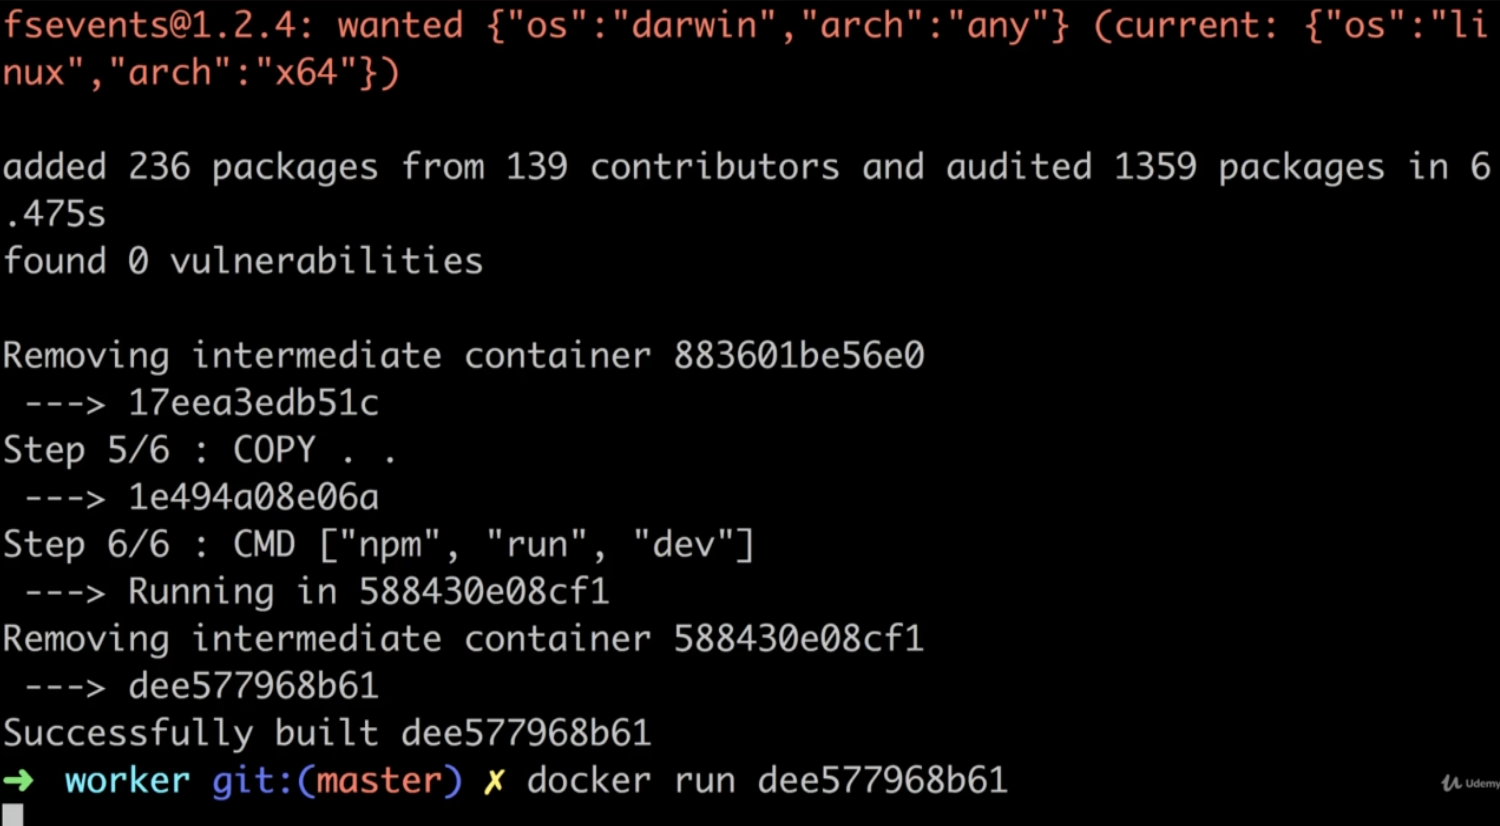 fsevents@1.2.4: wanted {"os":"darwin","arch":"any"} (current: {"os":"li
nux","arch":"x64"})
added 236 packages from 139 contributors and audited 1359 packages in 6
.475s
found 0 vulnerabilities
Removing intermediate container 883601be56e0
 ---> 17eea3edb51c
Step 5/6 : COPY . .
 ---> 1e494a08e06a
Step 6/6 : CMD ["npm", "run", "dev"]
 ---> Running in 588430e08cf1
Removing intermediate container 588430e08cf1
 ---> dee577968b61
Successfully built dee577968b61
➜ worker git:(master) ✗ docker run dee577968b61
Udemy